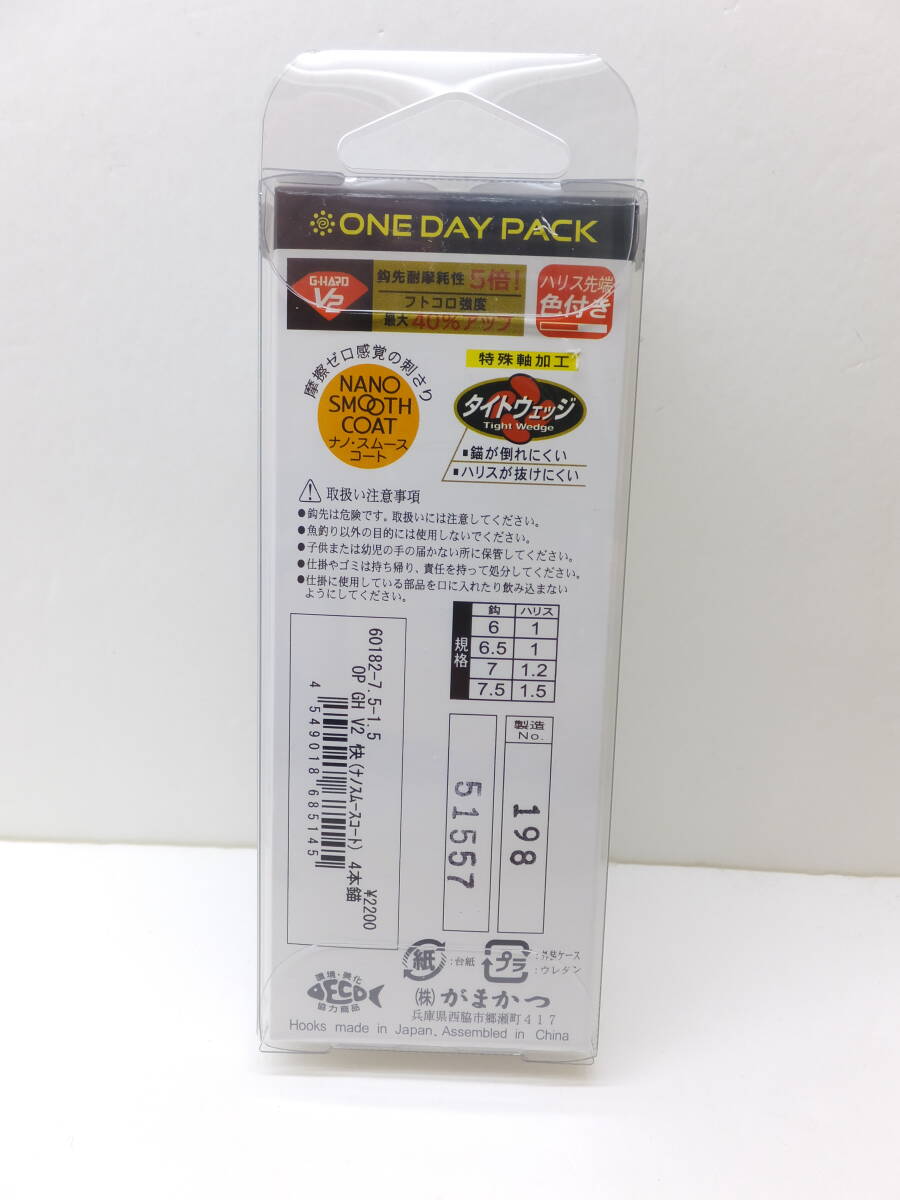 ONE DAY PACK
G-HARD
V2
鈎先耐摩耗性 5倍!
フトコロ強度
最大40%アップ
ハリス先端
色付き
摩擦ゼロ感覚の刺さり
NANO
SMOOTH
COAT
ナノ・スムース
コート
特殊軸加工
タイトウェッジ
Tight Wedge
■錨が倒れにくい
■ハリスが抜けにくい
取扱い注意事項
●鈎先は危険です。取扱いには注意してください。
●魚釣り以外の目的には使用しないでください。
●子供または幼児の手の届かない所に保管してください。
●仕掛やゴミは持ち帰り、責任を持って処分してください。
●仕掛に使用している部品を口に入れたり飲み込まない
ようにしてください。
規格
鈎 ハリス
6 1
6.5 1
7 1.2
7.5 1.5
60182-7.5-1.5
OP GH V2 快(ナノスムースコート) 4本錨
4 549018 685145
¥2200
51557
製造
No.
198
紙 :台紙
プラ :外装ケース
:ウレタン
環境・美化
ECO
協力商品
(株)がまかつ
兵庫県西脇市郷瀬町417
Hooks made in Japan, Assembled in China